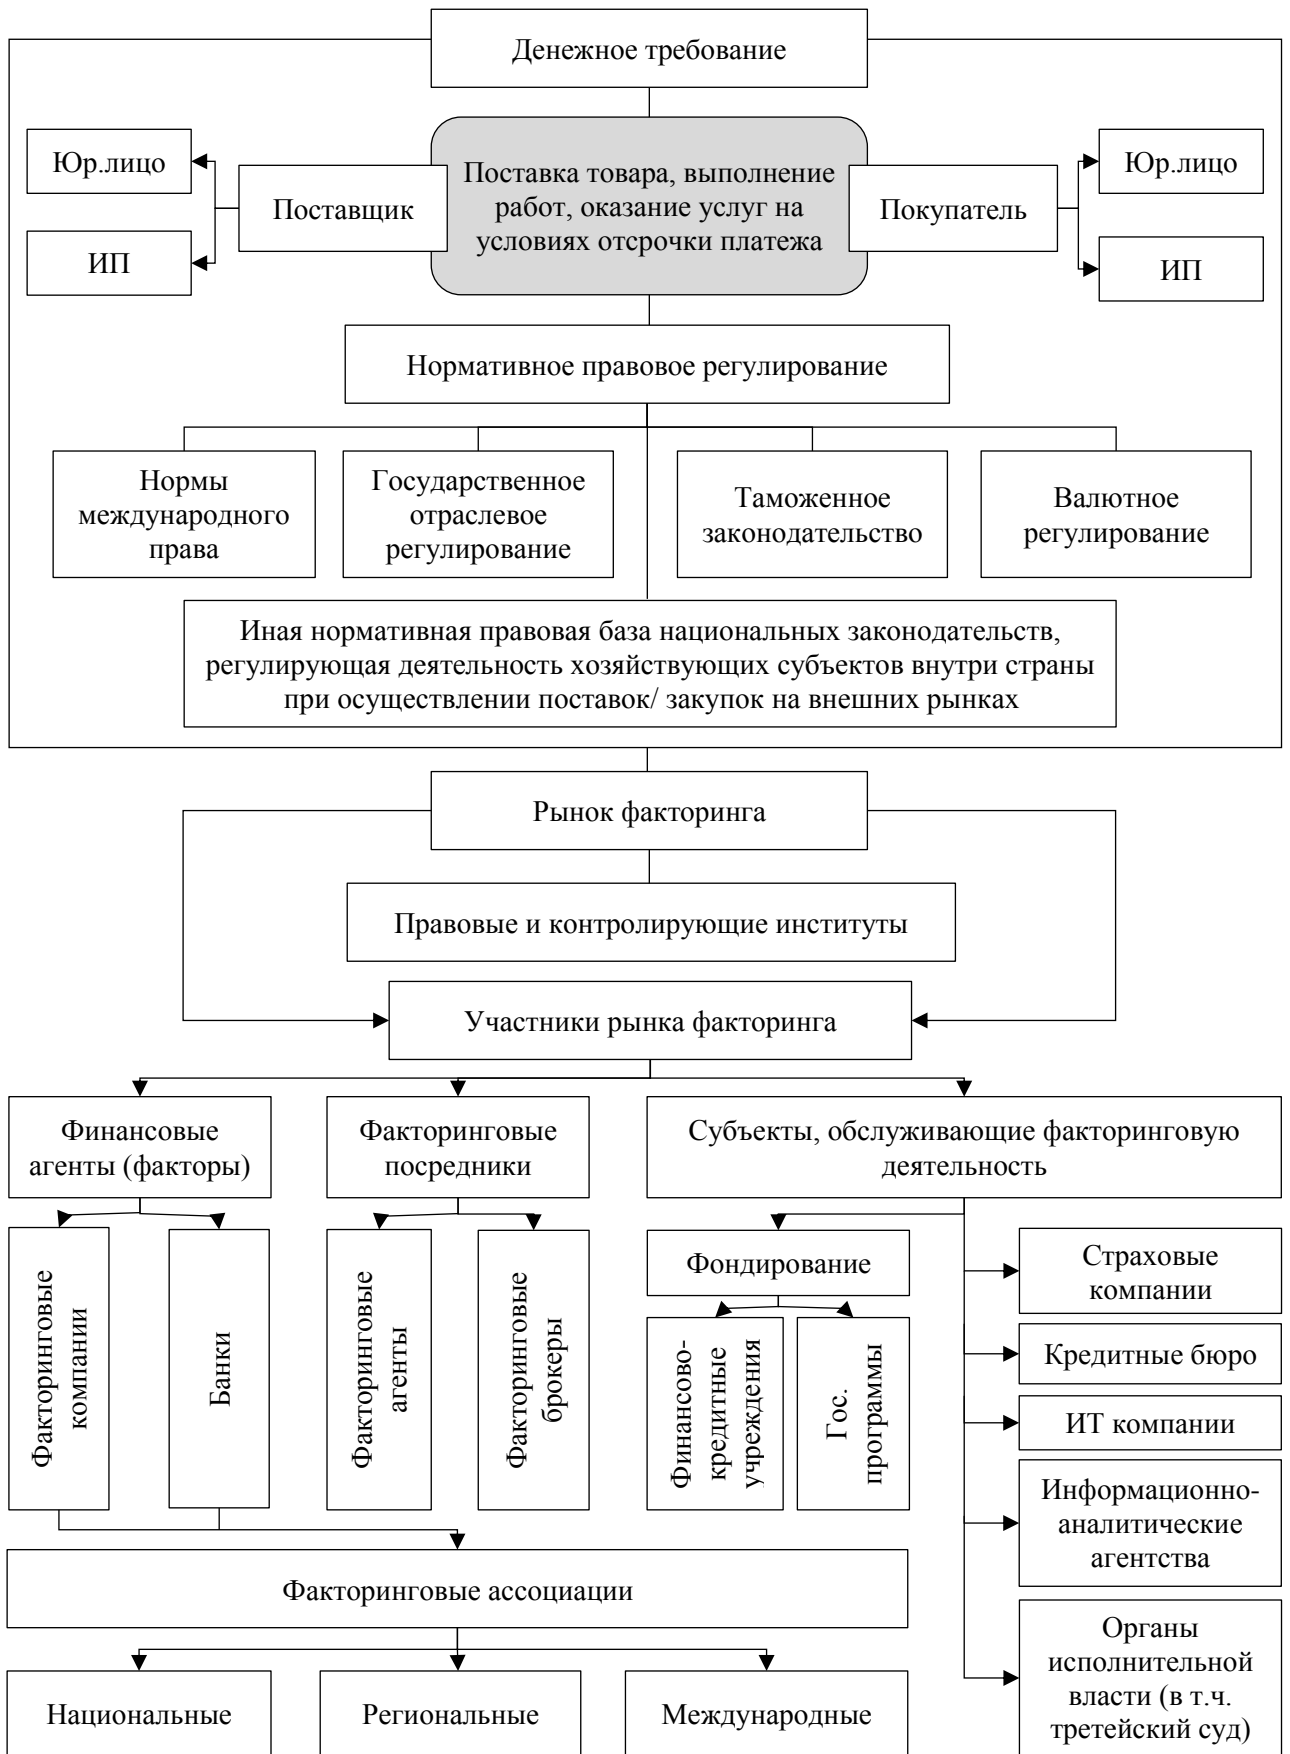 Денежное требование
Юр.лицо
ИП
Поставщик
Поставка товара, выполнение
работ, оказание услуг на
условиях отсрочки платежа
Покупатель
Юр.лицо
ИП
Нормативное правовое регулирование
Нормы
международного
права
Государственное
отраслевое
регулирование
Таможенное
законодательство
Валютное
регулирование
Иная нормативная правовая база национальных законодательств,
регулирующая деятельность хозяйствующих субъектов внутри страны
при осуществлении поставок/ закупок на внешних рынках
Рынок факторинга
Правовые и контролирующие институты
Участники рынка факторинга
Финансовые
агенты (факторы)
Факторинговые
посредники
Субъекты, обслуживающие факторинговую
деятельность
Факторинговые
компании
Банки
Факторинговые
агенты
Факторинговые
брокеры
Фондирование
Финансово-
кредитные
учреждения
Гос.
программы
Страховые
компании
Кредитные бюро
ИТ компании
Информационно-
аналитические
агентства
Органы
исполнительной
власти (в т.ч.
третейский суд)
Факторинговые ассоциации
Национальные
Региональные
Международные